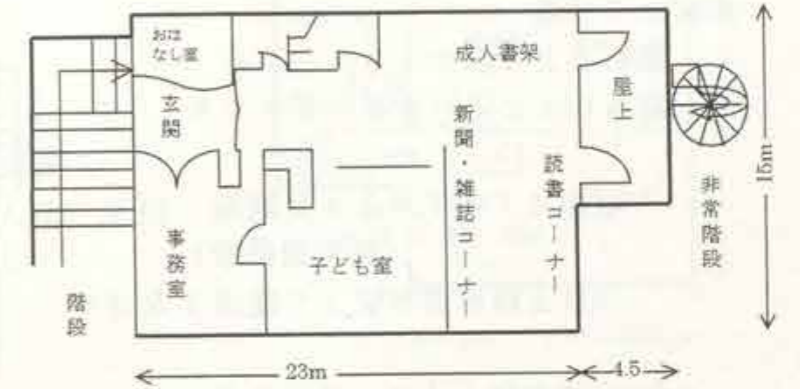 おは
なし室
玄関
事務室
階段
子ども室
成人書架
新聞・雑誌コーナー
読書コーナー
屋上
非常階段
15m
23m
4.5